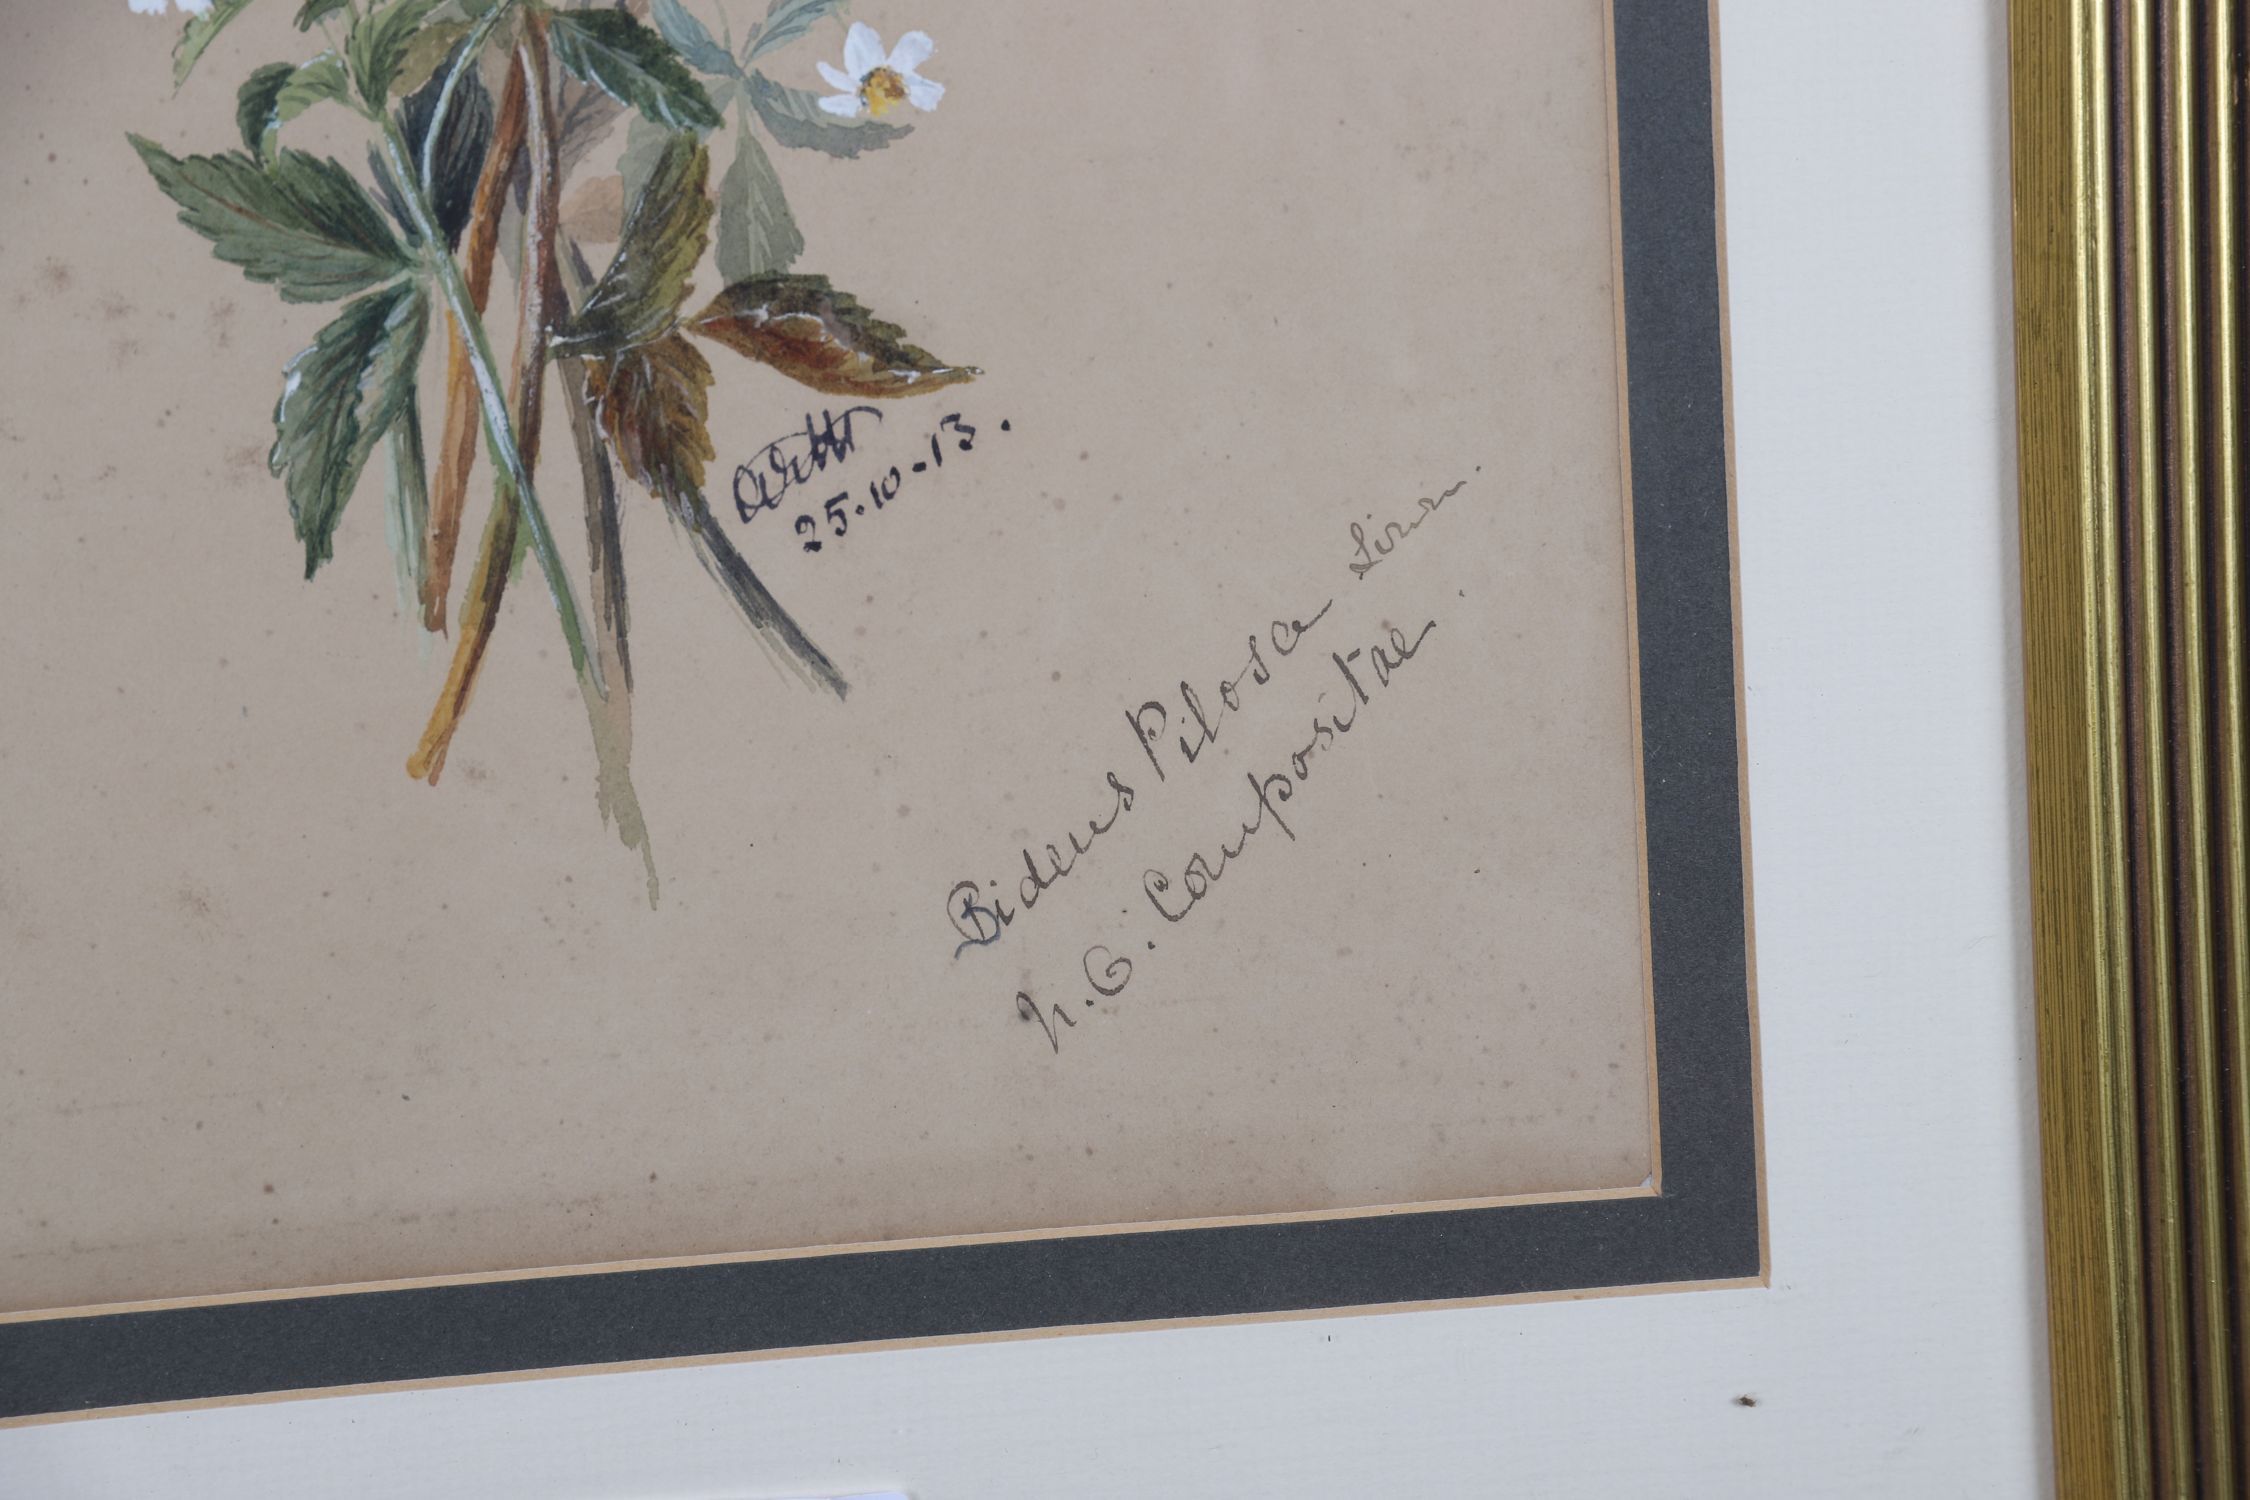 25.10-13.
Bidens Pilosa Linn.
N.O. Compositae.